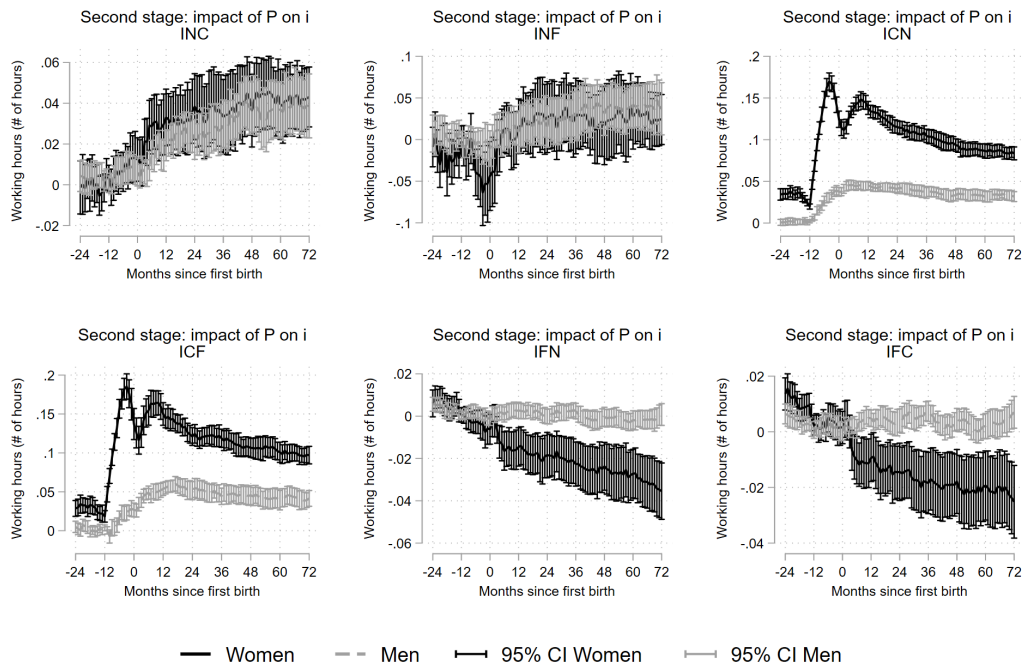 Second stage: impact of P on i
INC
Working hours (# of hours)
.06
.04
.02
0
-.02
-24 -12 0 12 24 36 48 60 72
Months since first birth
Second stage: impact of P on i
INF
Working hours (# of hours)
.1
.05
0
-.05
-.1
-24 -12 0 12 24 36 48 60 72
Months since first birth
Second stage: impact of P on i
ICN
Working hours (# of hours)
.2
.15
.1
.05
0
-24 -12 0 12 24 36 48 60 72
Months since first birth
Second stage: impact of P on i
ICF
Working hours (# of hours)
.2
.15
.1
.05
0
-24 -12 0 12 24 36 48 60 72
Months since first birth
Second stage: impact of P on i
IFN
Working hours (# of hours)
.02
0
-.02
-.04
-.06
-24 -12 0 12 24 36 48 60 72
Months since first birth
Second stage: impact of P on i
IFC
Working hours (# of hours)
.02
0
-.02
-.04
-24 -12 0 12 24 36 48 60 72
Months since first birth
Women Men 95% CI Women 95% CI Men